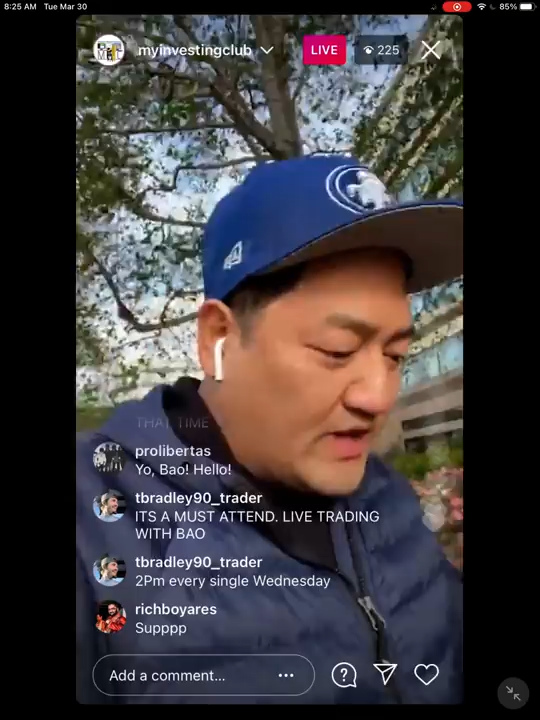 8:25 AM Tue Mar 30
85%
myinvestingclub
LIVE
225
THAT TIME
prolibertas
Yo, Bao! Hello!
tbradley90_trader
ITS A MUST ATTEND. LIVE TRADING
WITH BAO
tbradley90_trader
2Pm every single Wednesday
richboyares
Supppp
Add a comment…